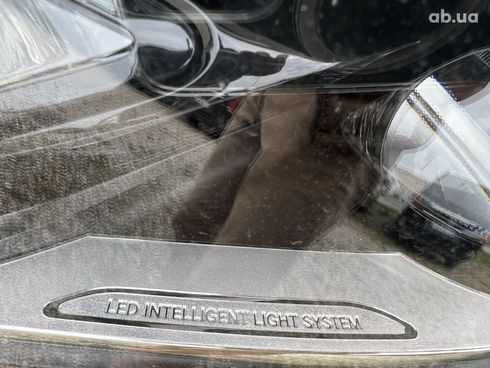 ab.ua
LED INTELLIGENT LIGHT SYSTEM